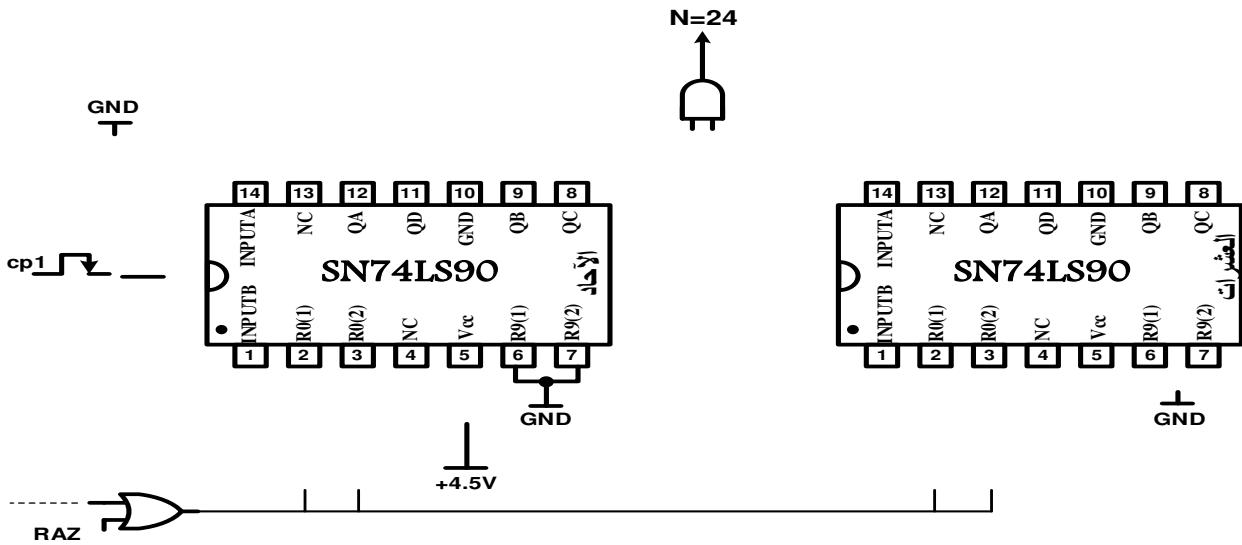 N=24
GND
14 13 12 11 10 9 8
INPUTA NC QA QD GND QB QC
cp1
SN74LS90
الآحاد
INPUTB R0(1) R0(2) NC Vcc R9(1) R9(2)
1 2 3 4 5 6 7
GND
+4.5V
14 13 12 11 10 9 8
INPUTA NC QA QD GND QB QC
SN74LS90
العشرات
INPUTB R0(1) R0(2) NC Vcc R9(1) R9(2)
1 2 3 4 5 6 7
GND
RAZ